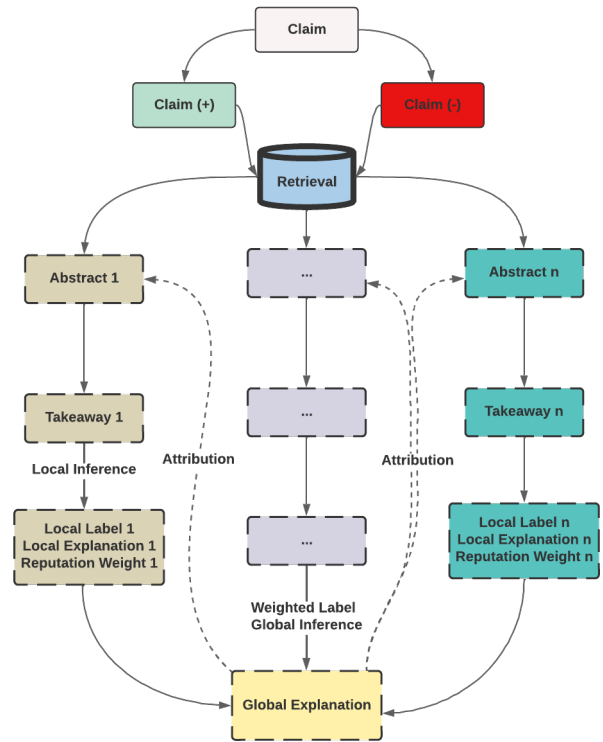 Claim
Claim (+)
Claim (-)
Retrieval
Abstract 1
...
Abstract n
Takeaway 1
...
Takeaway n
Local Inference
Attribution
Attribution
Local Label 1
Local Explanation 1
Reputation Weight 1
...
Local Label n
Local Explanation n
Reputation Weight n
Weighted Label
Global Inference
Global Explanation